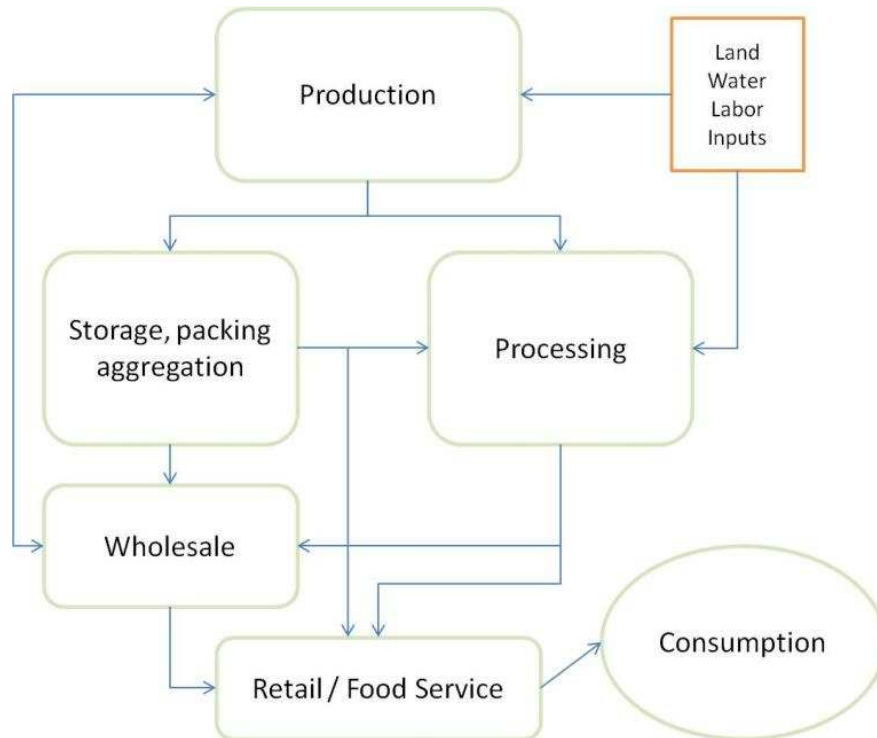 Production
Land
Water
Labor
Inputs
Storage, packing
aggregation
Processing
Wholesale
Consumption
Retail / Food Service